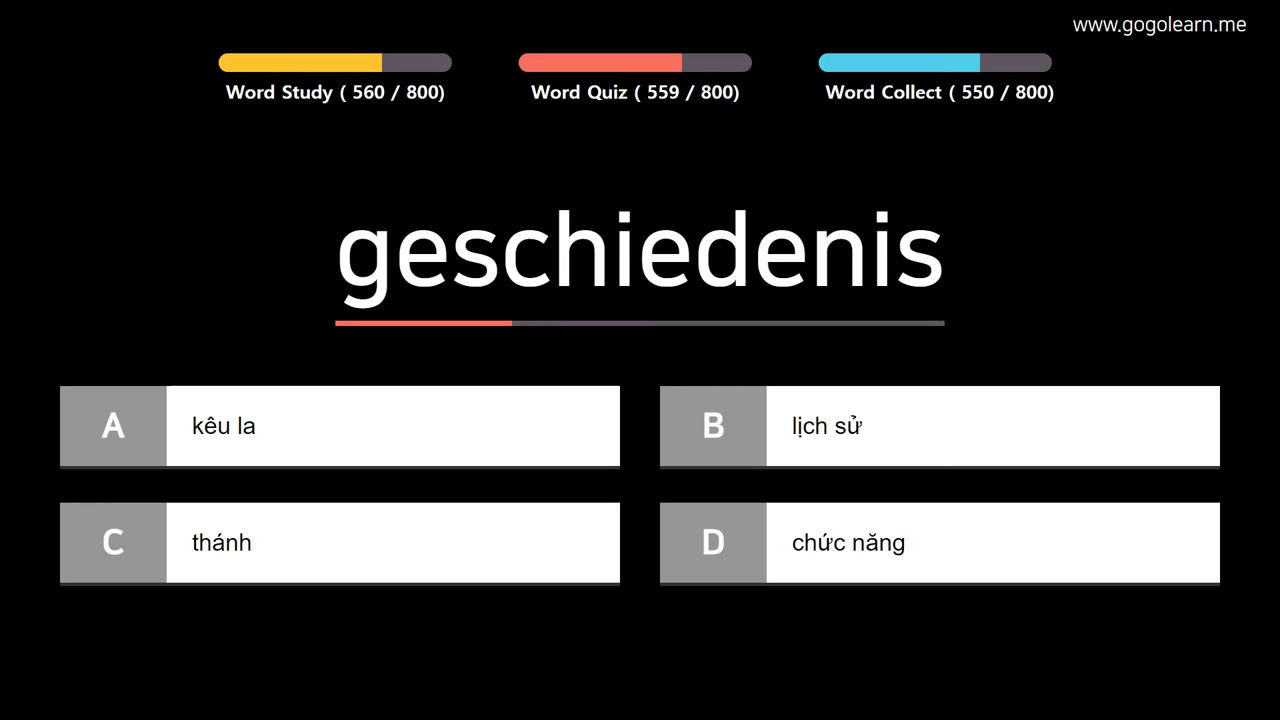 www.gogolearn.me
Word Study ( 560 / 800)
Word Quiz ( 559 / 800)
Word Collect ( 550 / 800)
geschiedenis
A kêu la
B lịch sử
C thánh
D chức năng